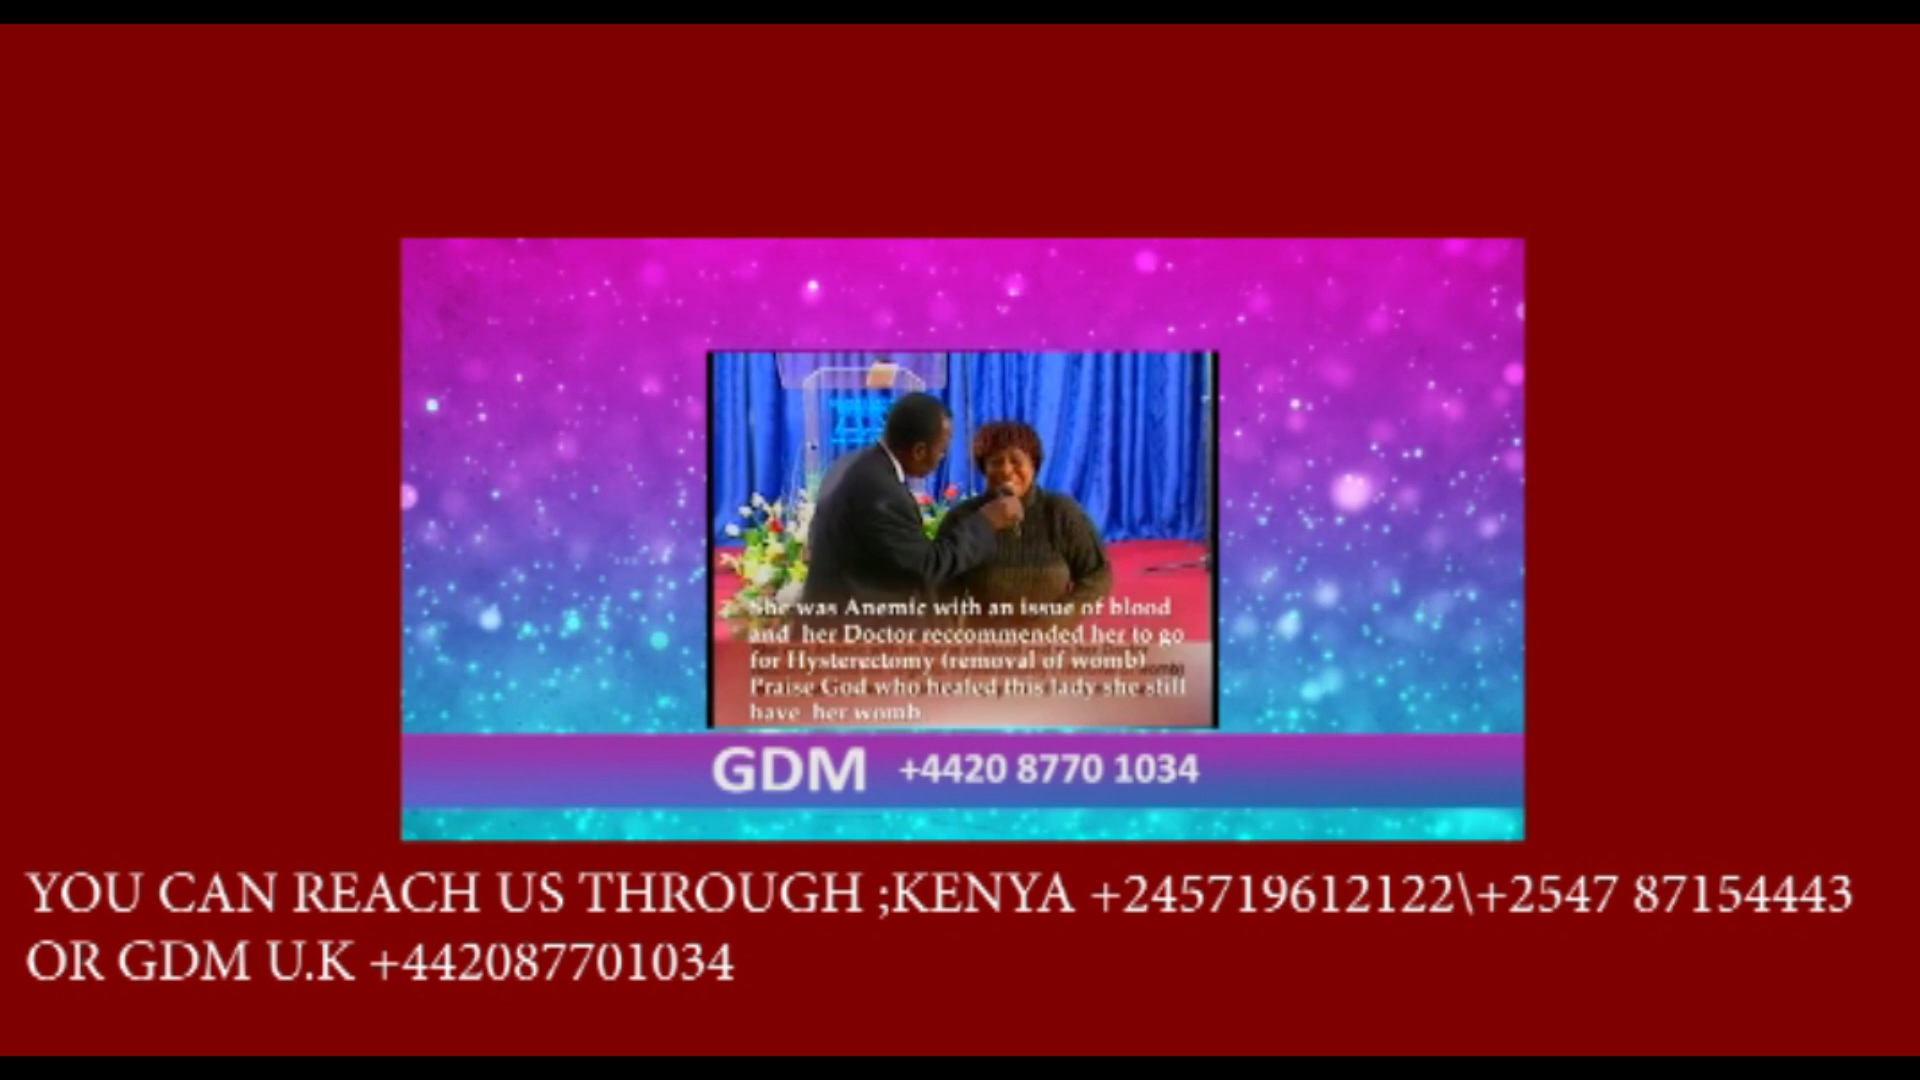 She was Anemic with an issue of blood
and her Doctor reccommended her to go
for Hysterectomy (removal of womb)
Praise God who healed this lady she still
have her womb
GDM +4420 8770 1034
YOU CAN REACH US THROUGH ;KENYA +245719612122\+2547 87154443
OR GDM U.K +442087701034